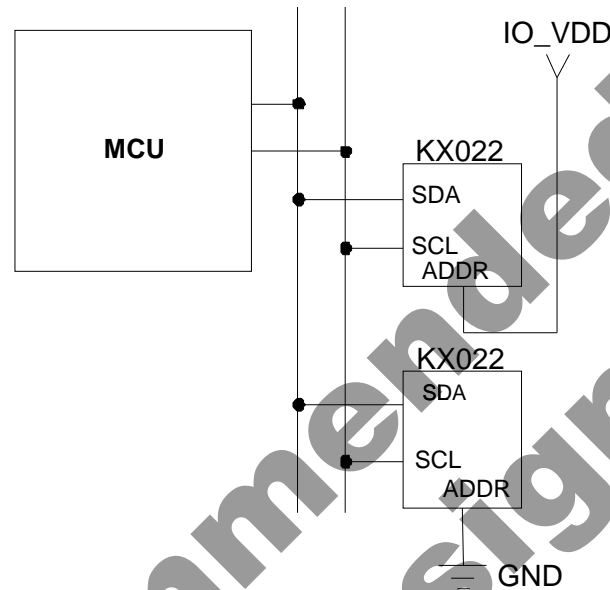 IO_VDD
MCU
KX022
SDA
SCL
ADDR
KX022
SDA
SCL
ADDR
GND